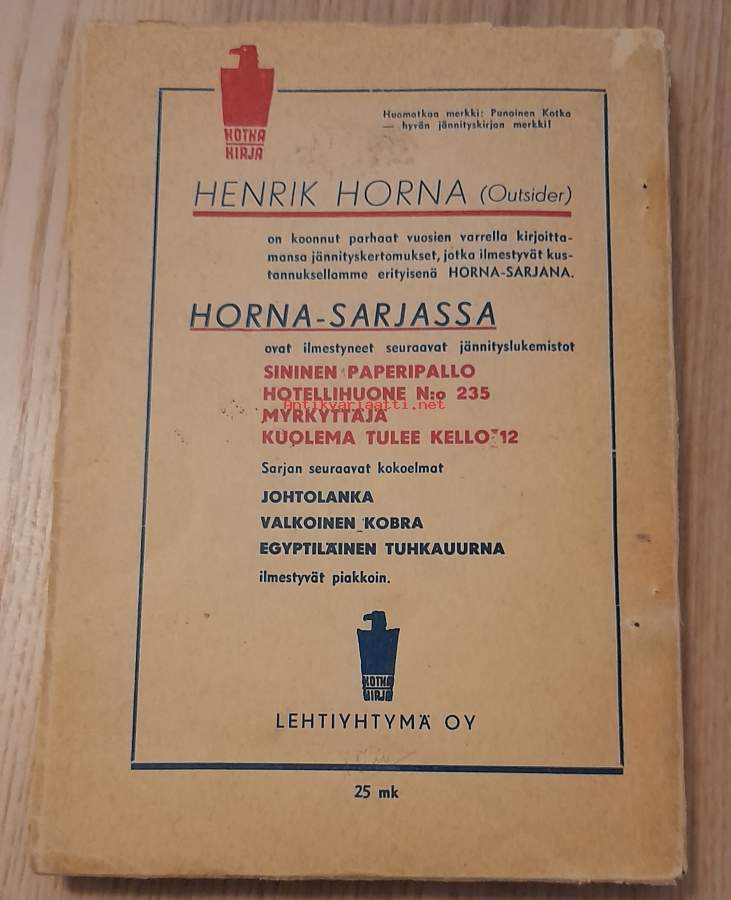 KOTKA
KIRJA
Huomatkaa merkki: Punainen Kotka
— hyvän jännityskirjan merkki!
HENRIK HORNA (Outsider)
on koonnut parhaat vuosien varrella kirjoitta-
mansa jännityskertomukset, jotka ilmestyvät kus-
tannuksellamme erityisenä HORNA-SARJANA.
HORNA-SARJASSA
ovat ilmestyneet seuraavat jännityslukemistot
SININEN PAPERIPALLO
HOTELLIHUONE N:o 235
Antikvariaatti.net
MYRKYTTÄJÄ
KUOLEMA TULEE KELLO 12
Sarjan seuraavat kokoelmat
JOHTOLANKA
VALKOINEN KOBRA
EGYPTILÄINEN TUHKAUURNA
ilmestyvät piakkoin.
KOTKA
KIRJA
LEHTIYHTYMÄ OY
25 mk